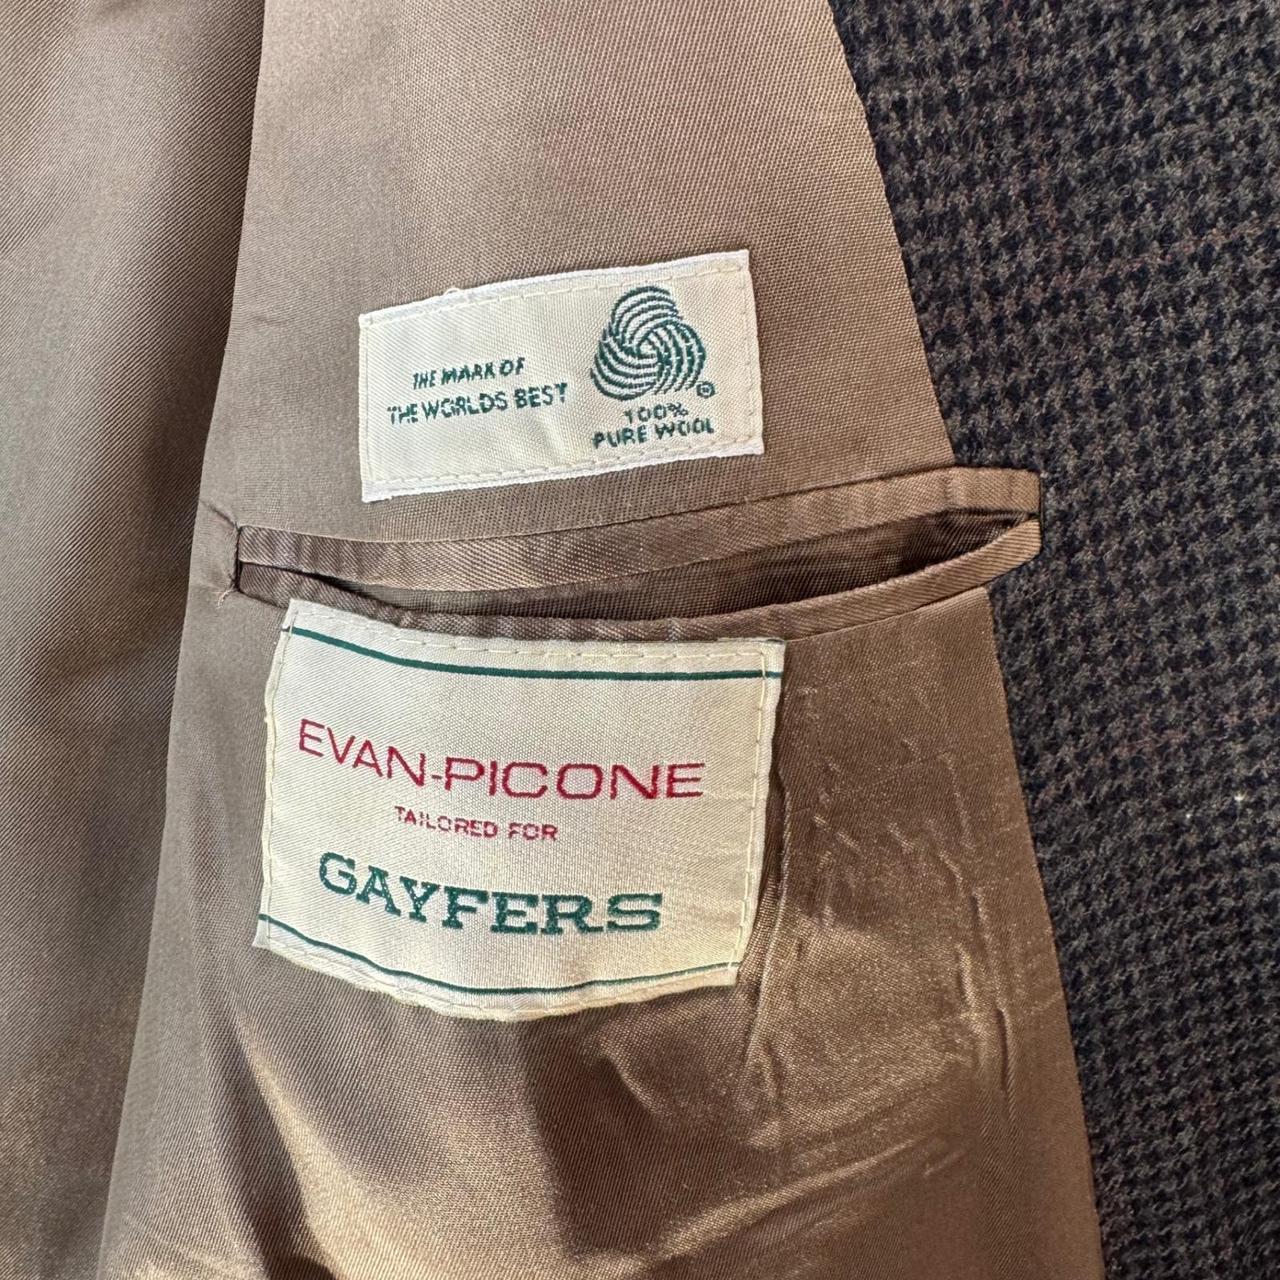 THE MARK OF
THE WORLDS BEST
®
100%
PURE WOOL
EVAN-PICONE
TAILORED FOR
GAYFERS